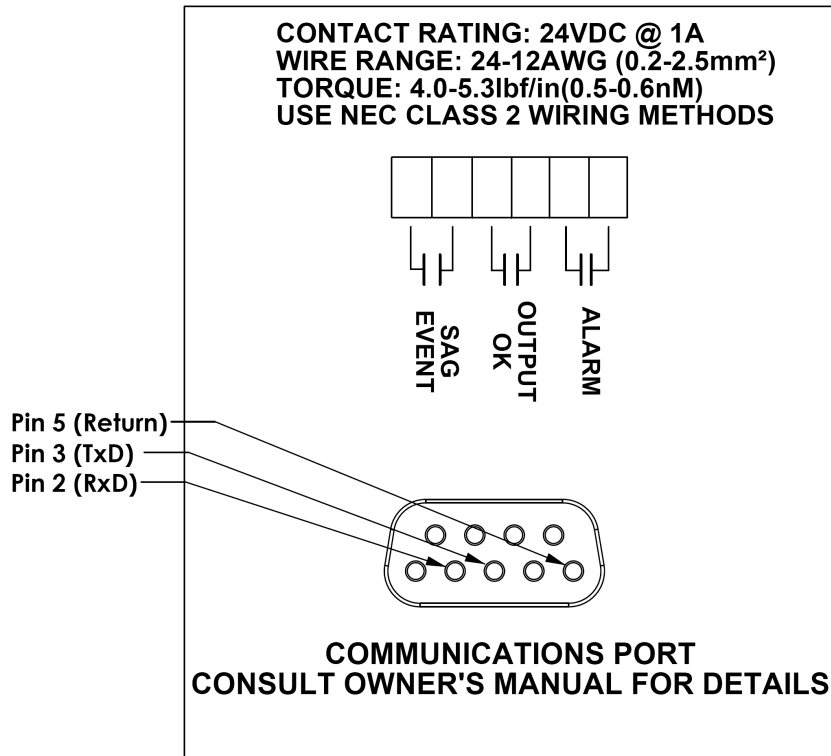 CONTACT RATING: 24VDC @ 1A
WIRE RANGE: 24-12AWG (0.2-2.5mm²)
TORQUE: 4.0-5.3lbf/in(0.5-0.6nM)
USE NEC CLASS 2 WIRING METHODS
SAG
EVENT
OUTPUT
OK
ALARM
Pin 5 (Return)
Pin 3 (TxD)
Pin 2 (RxD)
COMMUNICATIONS PORT
CONSULT OWNER'S MANUAL FOR DETAILS